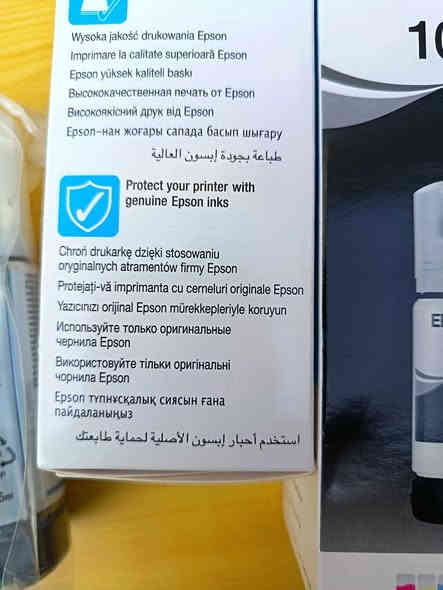 Wysoka jakość drukowania Epson
Imprimare la calitate superioară Epson
Epson yüksek kaliteli baskı
Высококачественная печать от Epson
Високоякісний друк від Epson
Epson-нан жоғары сапада басып шығару
طباعة بجودة إبسون العالية
Protect your printer with
genuine Epson inks
Chroń drukarkę dzięki stosowaniu
oryginalnych atramentów firmy Epson
Protejați-vă imprimanta cu cerneluri originale Epson
Yazıcınızı orijinal Epson mürekkepleriyle koruyun
Используйте только оригинальные
чернила Epson
Використовуйте тільки оригінальні
чорнила Epson
Epson түпнұсқалық сиясын ғана
пайдаланыңыз
استخدم أحبار إبسون الأصلية لحماية طابعتك
10